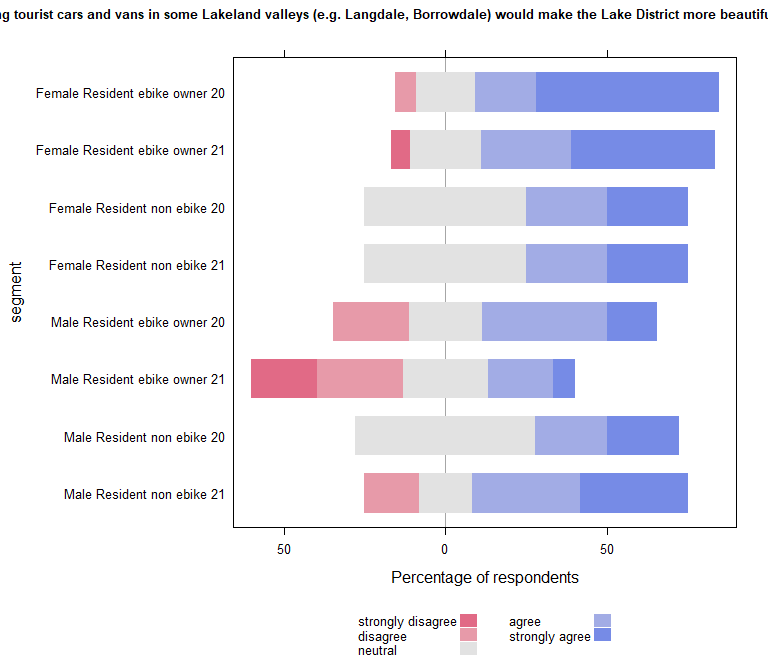 tourist cars and vans in some Lakeland valleys (e.g. Langdale, Borrowdale) would make the Lake District more
Female Resident ebike owner 20
Female Resident ebike owner 21
Female Resident non ebike 20
Female Resident non ebike 21
Male Resident ebike owner 20
Male Resident ebike owner 21
Male Resident non ebike 20
Male Resident non ebike 21
segment
50 0 50
Percentage of respondents
strongly disagree agree
disagree strongly agree
neutral